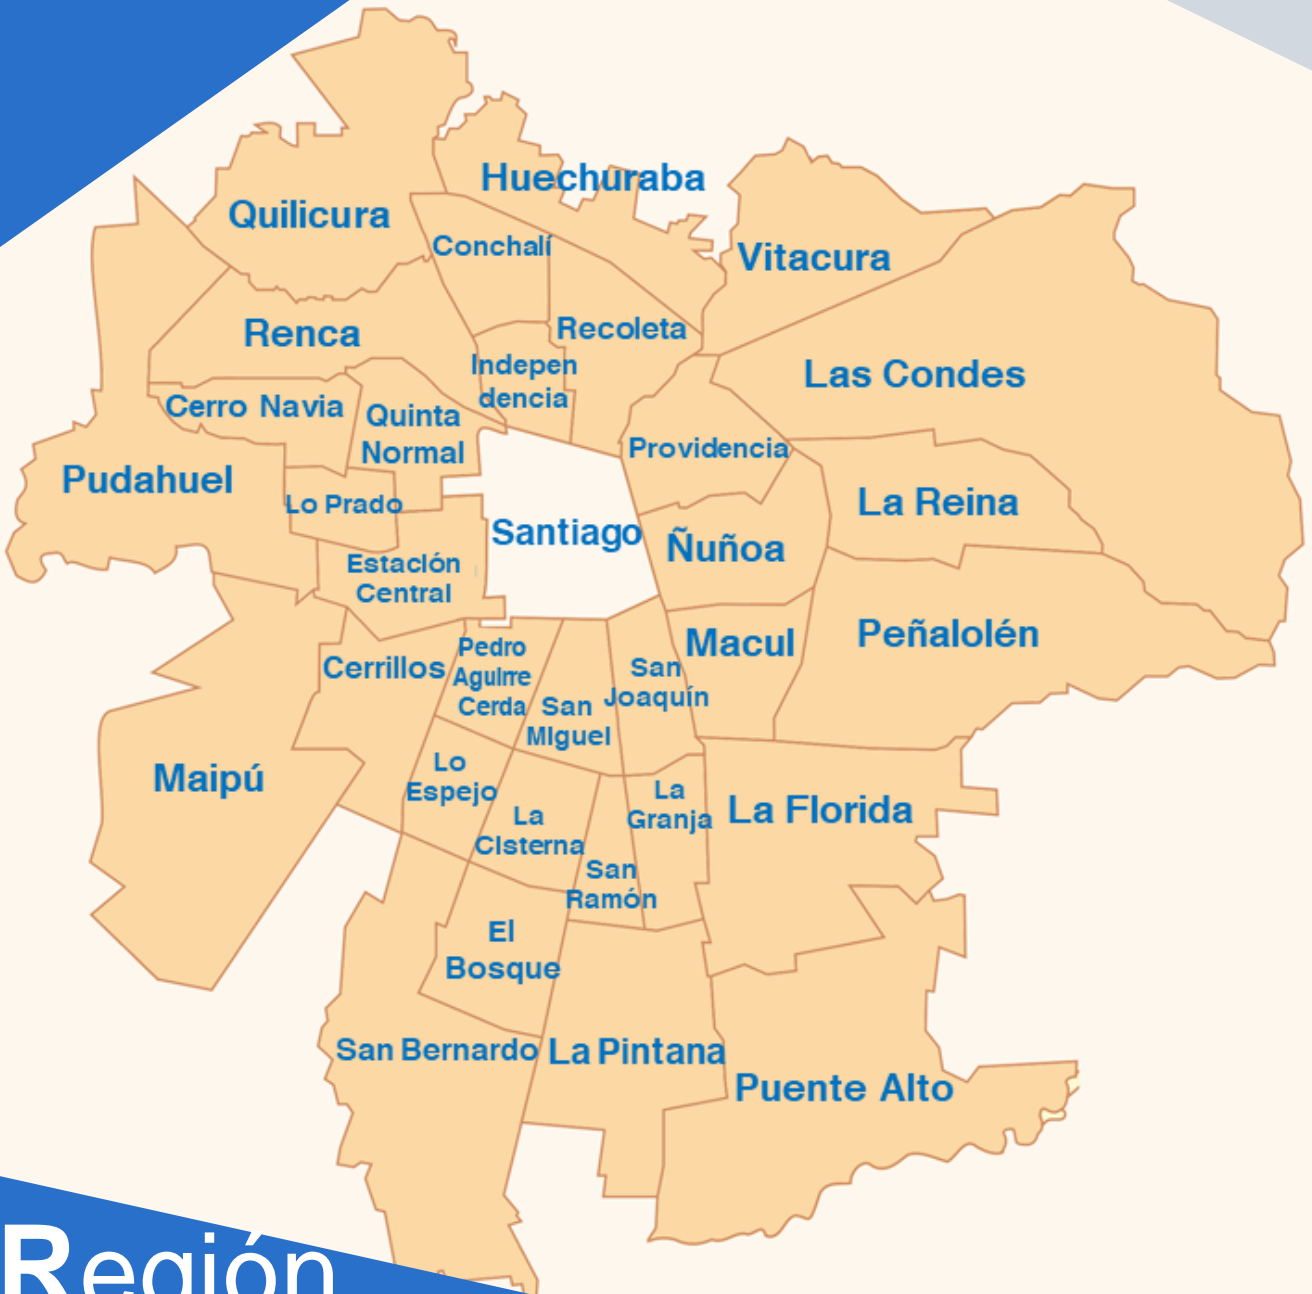 Huechuraba
Quilicura
Conchalí
Vitacura
Renca
Recoleta
Indepen
dencia
Las Condes
Cerro Navia
Quinta
Normal
Providencia
Pudahuel
Lo Prado
La Reina
Santiago
Ñuñoa
Estación
Central
Peñalolén
Macul
Cerrillos
Pedro
Aguirre
Cerda
San
Joaquín
San
MIguel
Maipú
Lo
Espejo
La
Granja
La Florida
La
CIsterna
San
Ramón
El
Bosque
San Bernardo
La Pintana
Puente Alto
Región